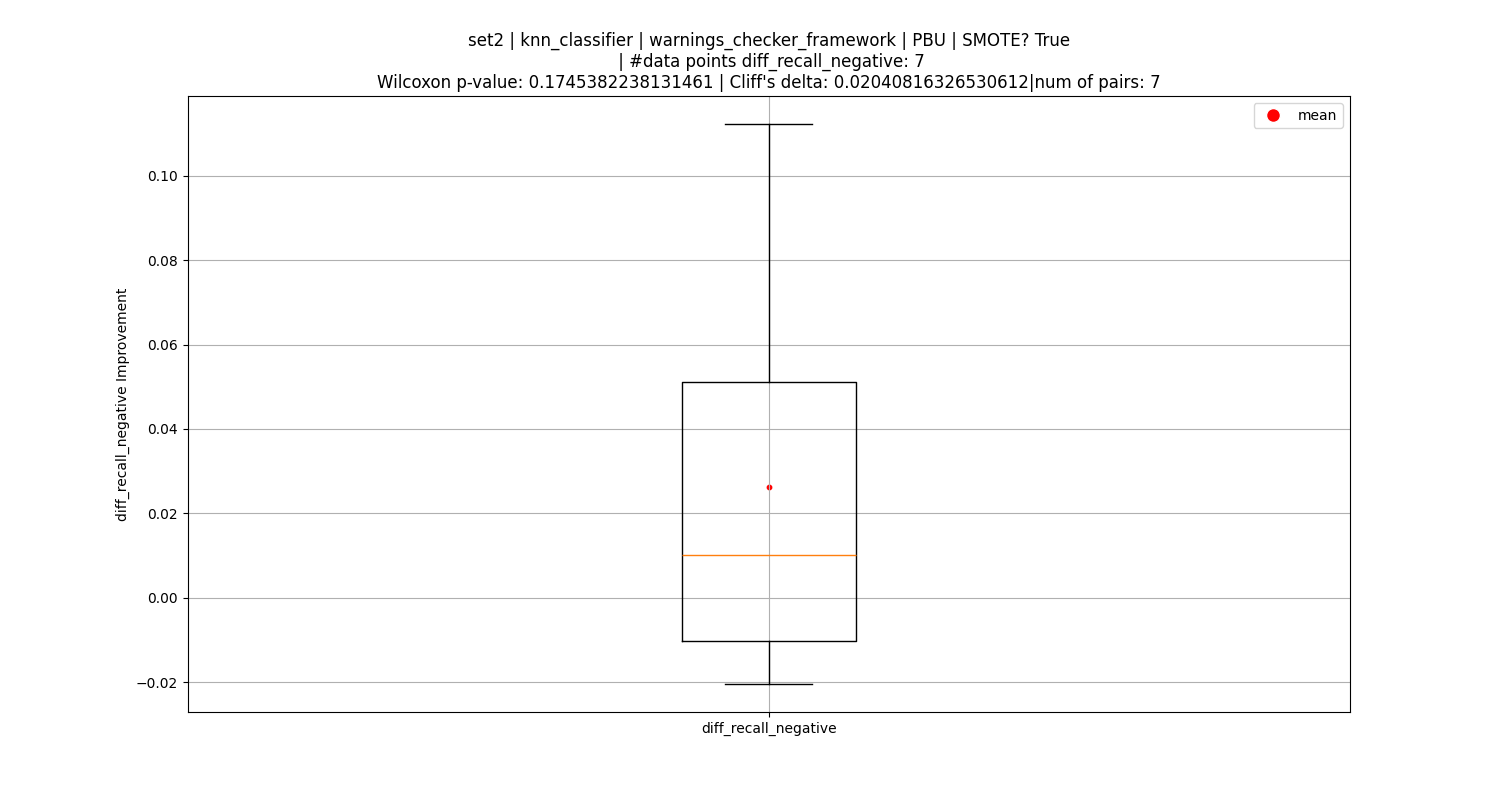 set2 | knn_classifier | warnings_checker_framework | PBU | SMOTE? True
| #data points diff_recall_negative: 7
Wilcoxon p-value: 0.1745382238131461 | Cliff's delta: 0.02040816326530612|num of pairs: 7
mean
0.10
0.08
0.06
0.04
0.02
0.00
−0.02
diff_recall_negative Improvement
diff_recall_negative